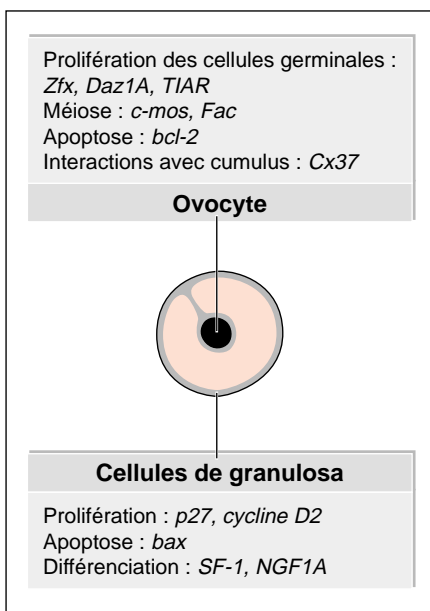 Prolifération des cellules germinales :
Zfx, Daz1A, TIAR
Méiose : c-mos, Fac
Apoptose : bcl-2
Interactions avec cumulus : Cx37
Ovocyte
Cellules de granulosa
Prolifération : p27, cycline D2
Apoptose : bax
Différenciation : SF-1, NGF1A